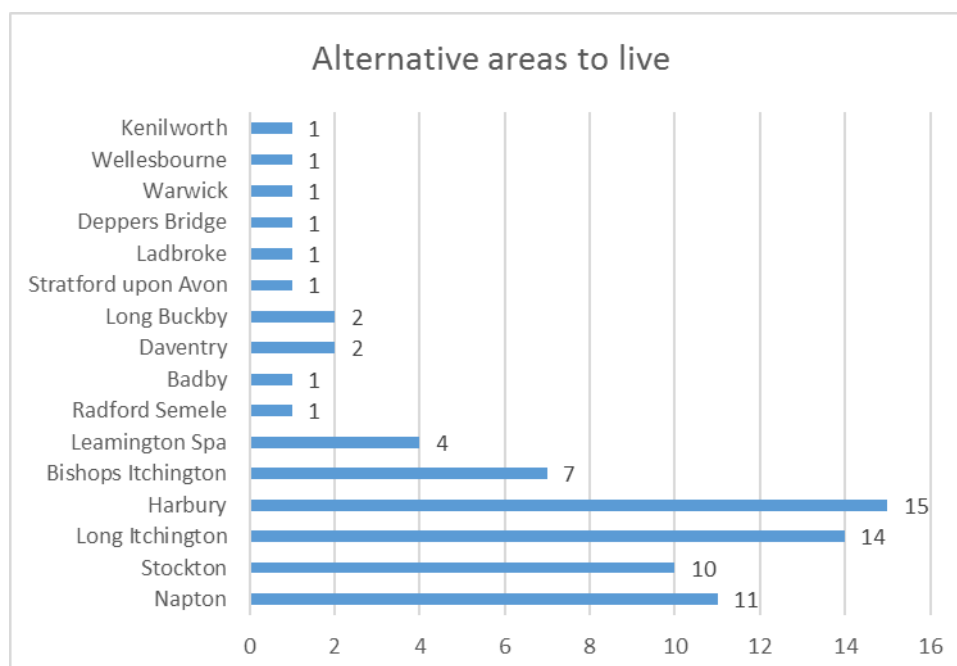 Alternative areas to live
Kenilworth 1
Wellesbourne 1
Warwick 1
Deppers Bridge 1
Ladbroke 1
Stratford upon Avon 1
Long Buckby 2
Daventry 2
Badby 1
Radford Semele 1
Leamington Spa 4
Bishops Itchington 7
Harbury 15
Long Itchington 14
Stockton 10
Napton 11
0 2 4 6 8 10 12 14 16